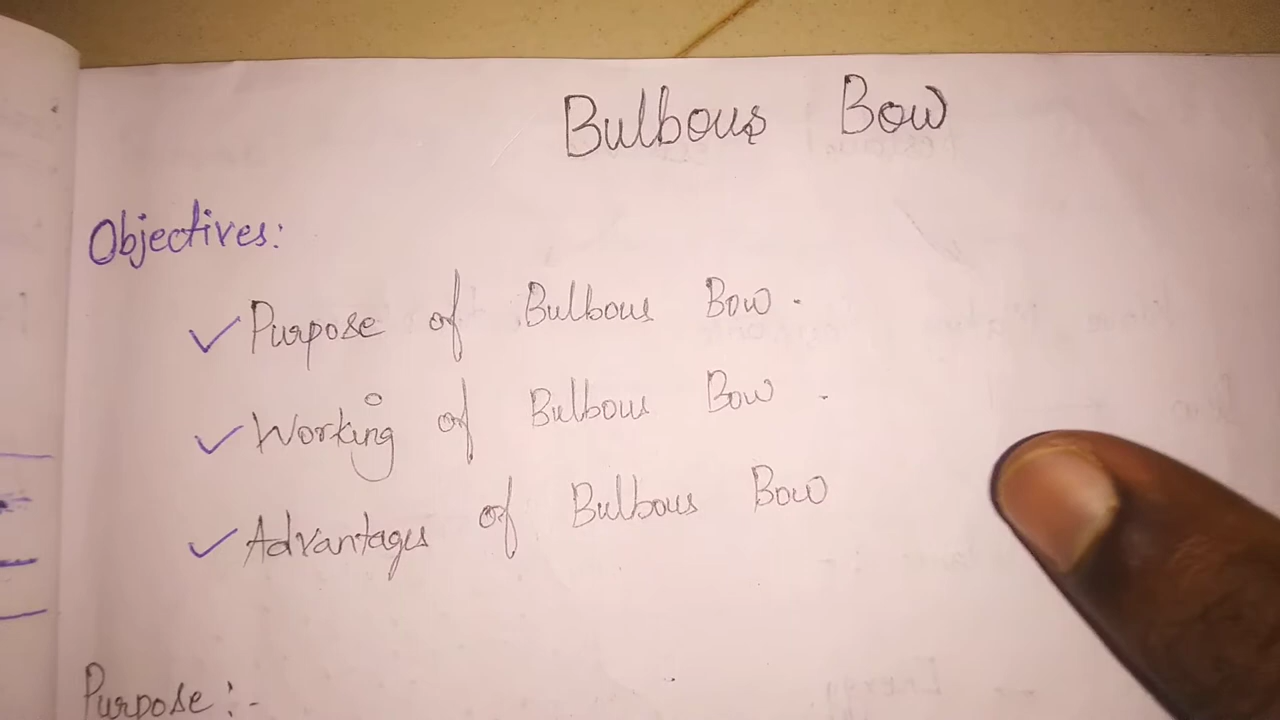 Bulbous Bow
Objectives:
✓ Purpose of Bulbous Bow.
✓ Working of Bulbous Bow.
✓ Advantages of Bulbous Bow
Purpose:-